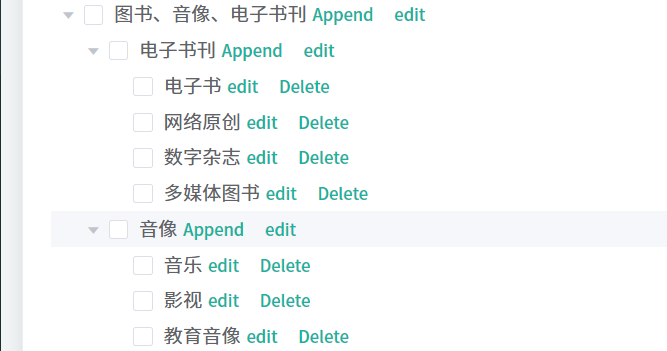 图书、音像、电子书刊 Append edit
电子书刊 Append edit
电子书 edit Delete
网络原创 edit Delete
数字杂志 edit Delete
多媒体图书 edit Delete
音像 Append edit
音乐 edit Delete
影视 edit Delete
教育音像 edit Delete